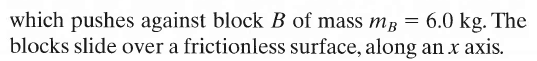 which pushes against block B of mass m_B = 6.0 kg. The
blocks slide over a frictionless surface, along an x axis.